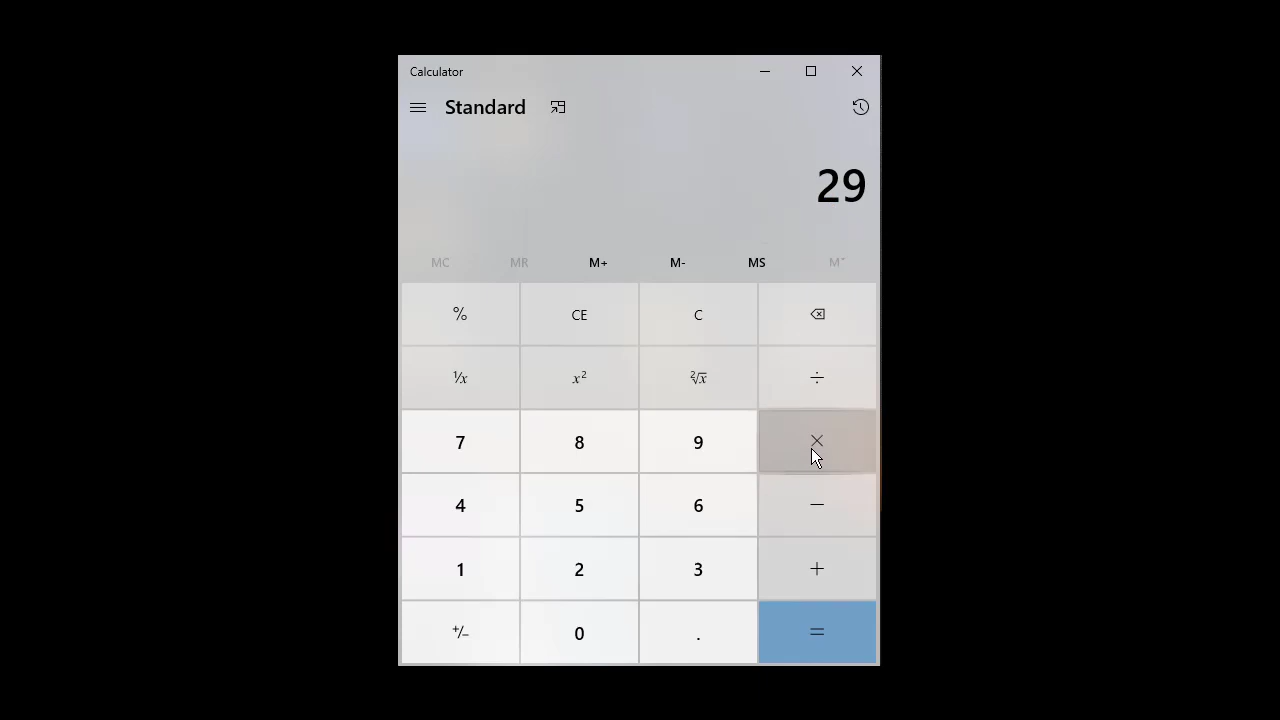 Calculator
Standard
29
MC MR M+ M- MS M˅
% CE C
⅟x x² ²√x ÷
7 8 9 ×
4 5 6 −
1 2 3 +
+/− 0 . =